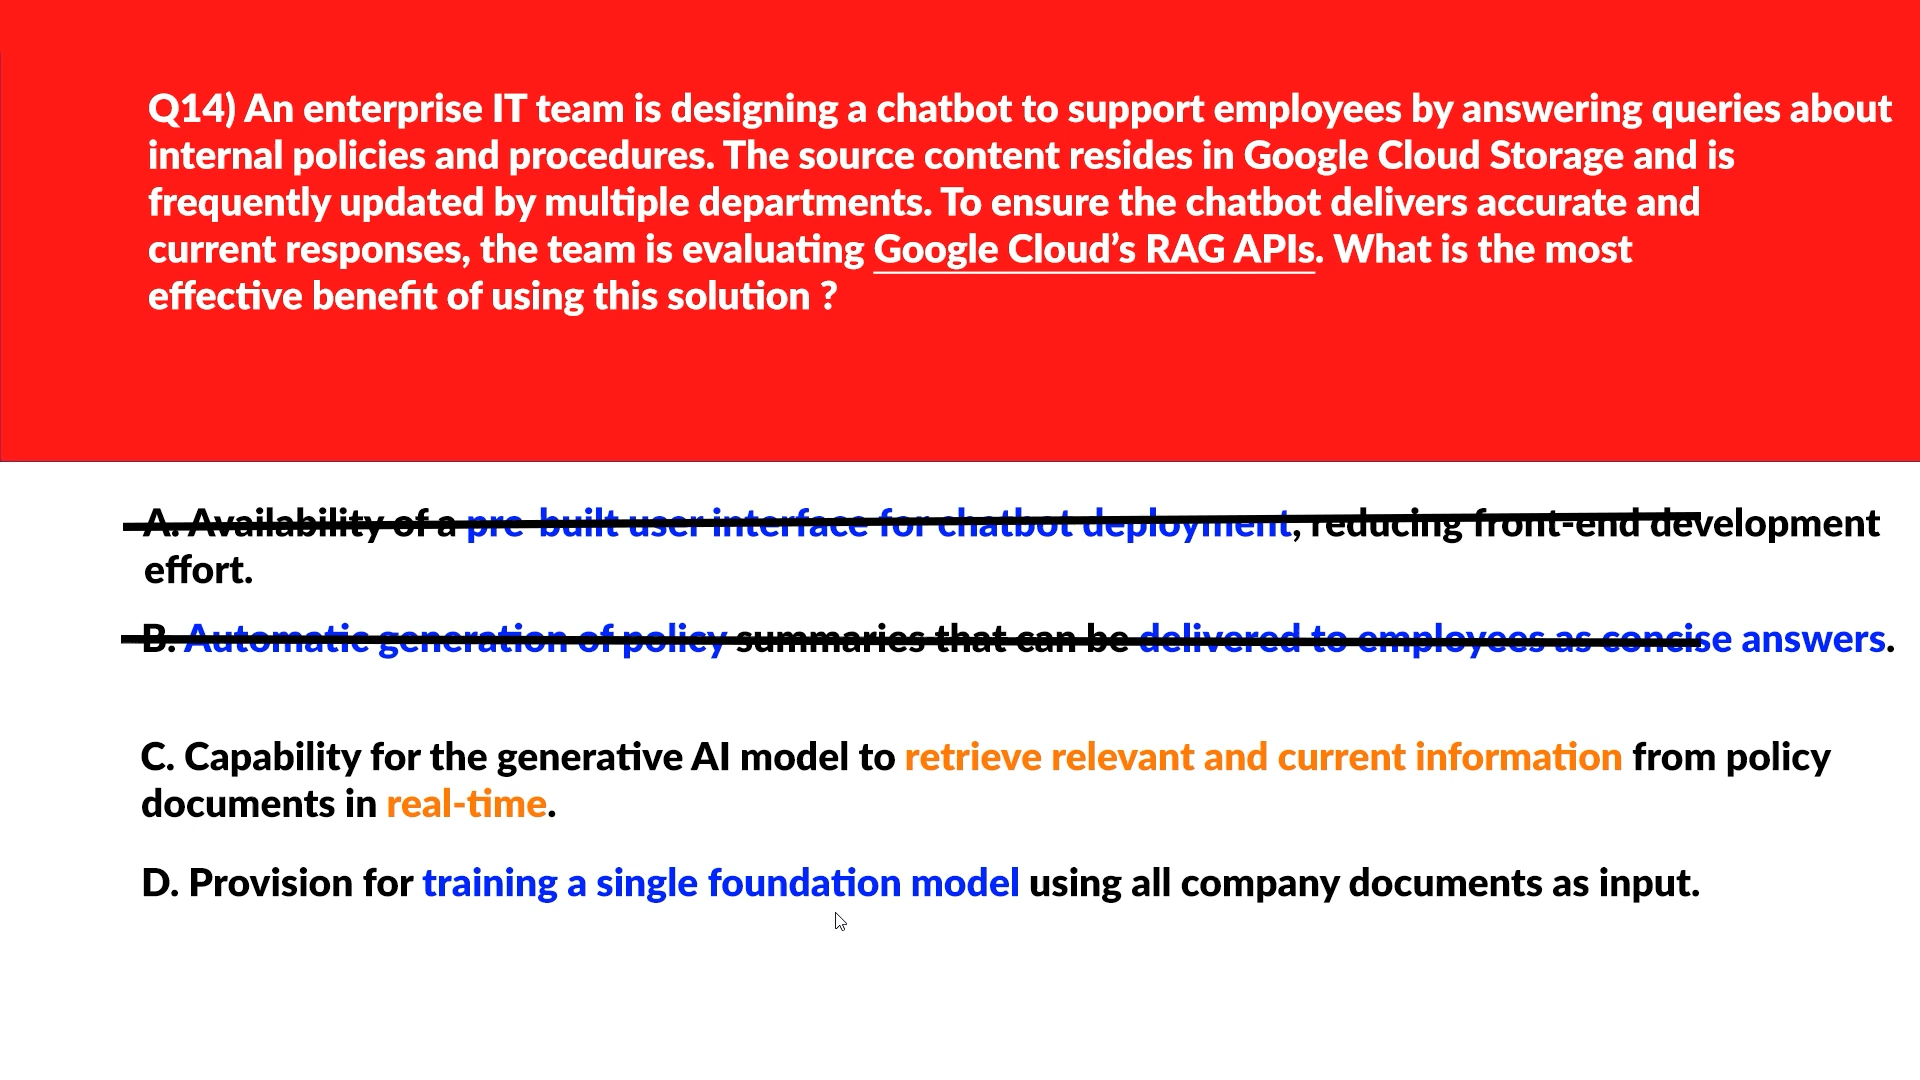 Q14) An enterprise IT team is designing a chatbot to support employees by answering queries about
internal policies and procedures. The source content resides in Google Cloud Storage and is
frequently updated by multiple departments. To ensure the chatbot delivers accurate and
current responses, the team is evaluating Google Cloud’s RAG APIs. What is the most
effective benefit of using this solution ?
A. Availability of a pre-built user interface for chatbot deployment, reducing front-end development
effort.
B. Automatic generation of policy summaries that can be delivered to employees as concise answers.
C. Capability for the generative AI model to retrieve relevant and current information from policy
documents in real-time.
D. Provision for training a single foundation model using all company documents as input.